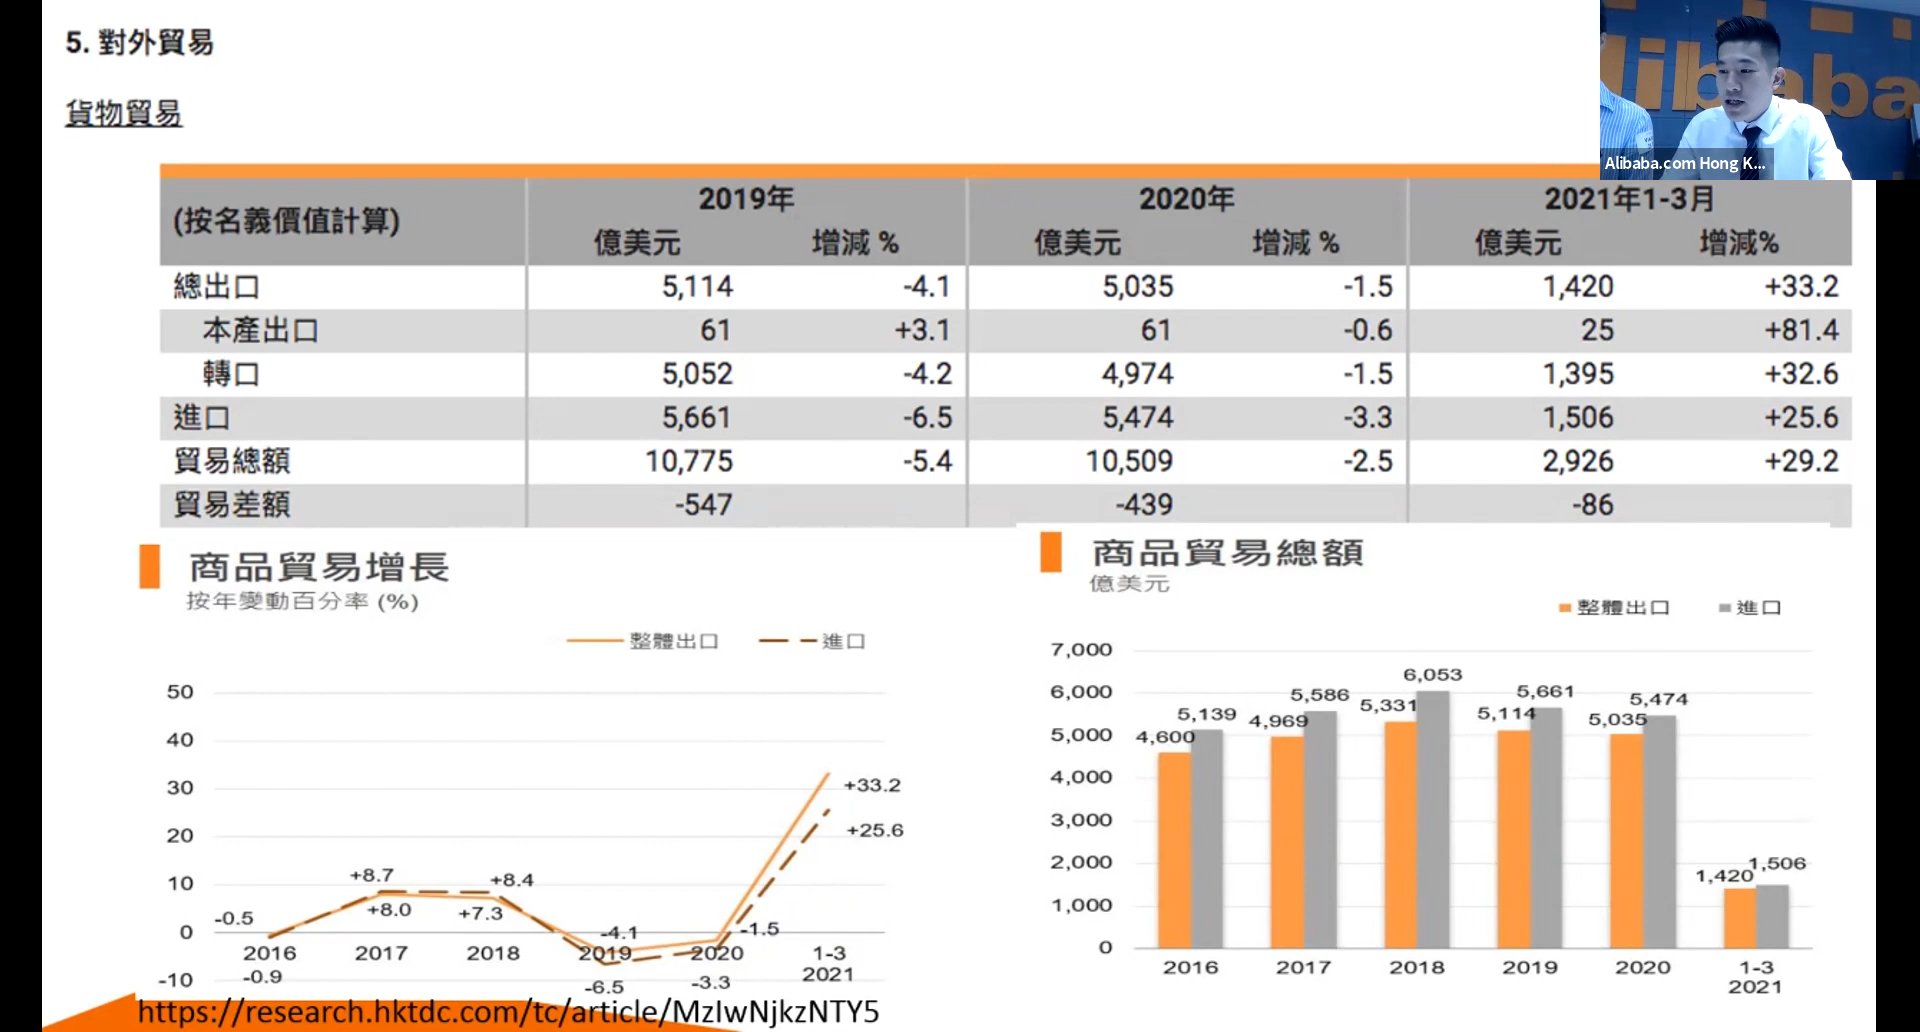 5. 對外貿易
貨物貿易
libaba
Alibaba.com Hong K...
(按名義價值計算) 2019年 2020年 2021年1-3月
億美元 增減 % 億美元 增減 % 億美元 增減%
總出口 5,114 -4.1 5,035 -1.5 1,420 +33.2
本產出口 61 +3.1 61 -0.6 25 +81.4
轉口 5,052 -4.2 4,974 -1.5 1,395 +32.6
進口 5,661 -6.5 5,474 -3.3 1,506 +25.6
貿易總額 10,775 -5.4 10,509 -2.5 2,926 +29.2
貿易差額 -547 -439 -86
商品貿易增長
按年變動百分率 (%)
整體出口 進口
50
40
30
+33.2
20
+25.6
10
+8.7 +8.4
+8.0 +7.3
0
-0.5 -4.1 -1.5
2016 2017 2018 2019 2020 1-3
2021
-10
-0.9 -6.5 -3.3
商品貿易總額
億美元
整體出口 進口
7,000
6,000
5,000
4,000
3,000
2,000
1,000
0
4,600 5,139 4,969 5,586 5,331 6,053 5,114 5,661 5,035 5,474 1,420 1,506
2016 2017 2018 2019 2020 1-3
2021
https://research.hktdc.com/tc/article/MzIwNjkzNTY5